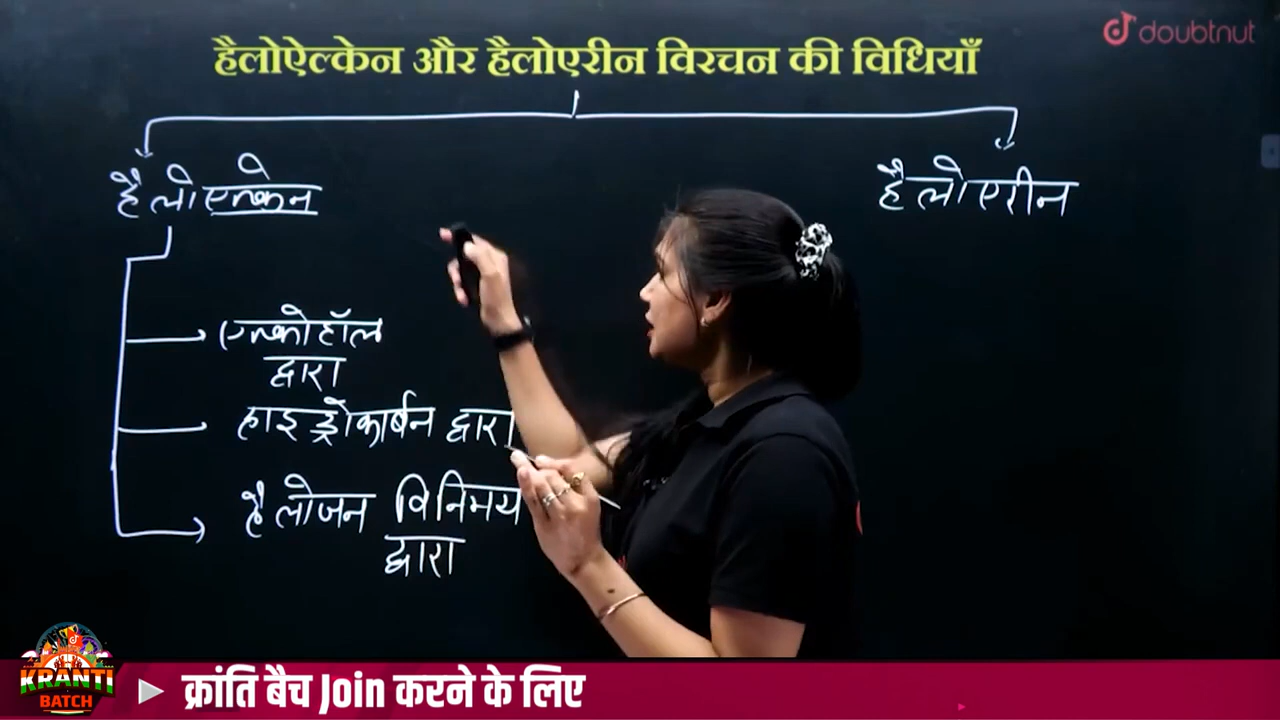 doubtnut
हैलोऐल्केन और हैलोएरीन विरचन की विधियाँ
हैलोएल्केन
हैलोएरीन
एल्कोहॉल
द्वारा
हाइड्रोकार्बन द्वारा
हैलोजन विनिमय
द्वारा
KRANTI
BATCH
क्रांति बैच Join करने के लिए